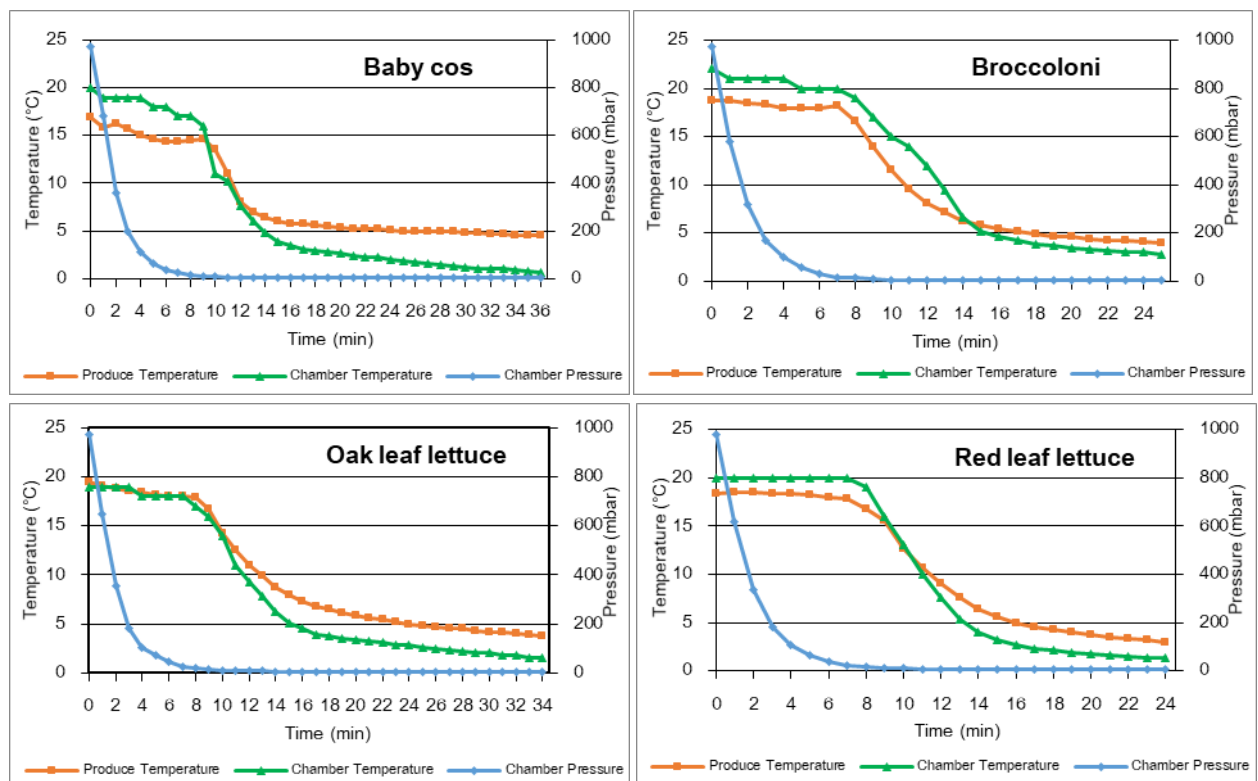 Baby cos
Temperature (°C)
25
20
15
10
5
0
1000
800
600
400
200
0
Pressure (mbar)
0 2 4 6 8 10 12 14 16 18 20 22 24 26 28 30 32 34 36
Time (min)
Produce Temperature Chamber Temperature Chamber Pressure
Broccoloni
Temperature (°C)
25
20
15
10
5
0
1000
800
600
400
200
0
Pressure (mbar)
0 2 4 6 8 10 12 14 16 18 20 22 24
Time (min)
Produce Temperature Chamber Temperature Chamber Pressure
Oak leaf lettuce
Temperature (°C)
25
20
15
10
5
0
1000
800
600
400
200
0
Pressure (mbar)
0 2 4 6 8 10 12 14 16 18 20 22 24 26 28 30 32 34
Time (min)
Produce Temperature Chamber Temperature Chamber Pressure
Red leaf lettuce
Temperature (°C)
25
20
15
10
5
0
1000
800
600
400
200
0
Pressure (mbar)
0 2 4 6 8 10 12 14 16 18 20 22 24
Time (min)
Produce Temperature Chamber Temperature Chamber Pressure